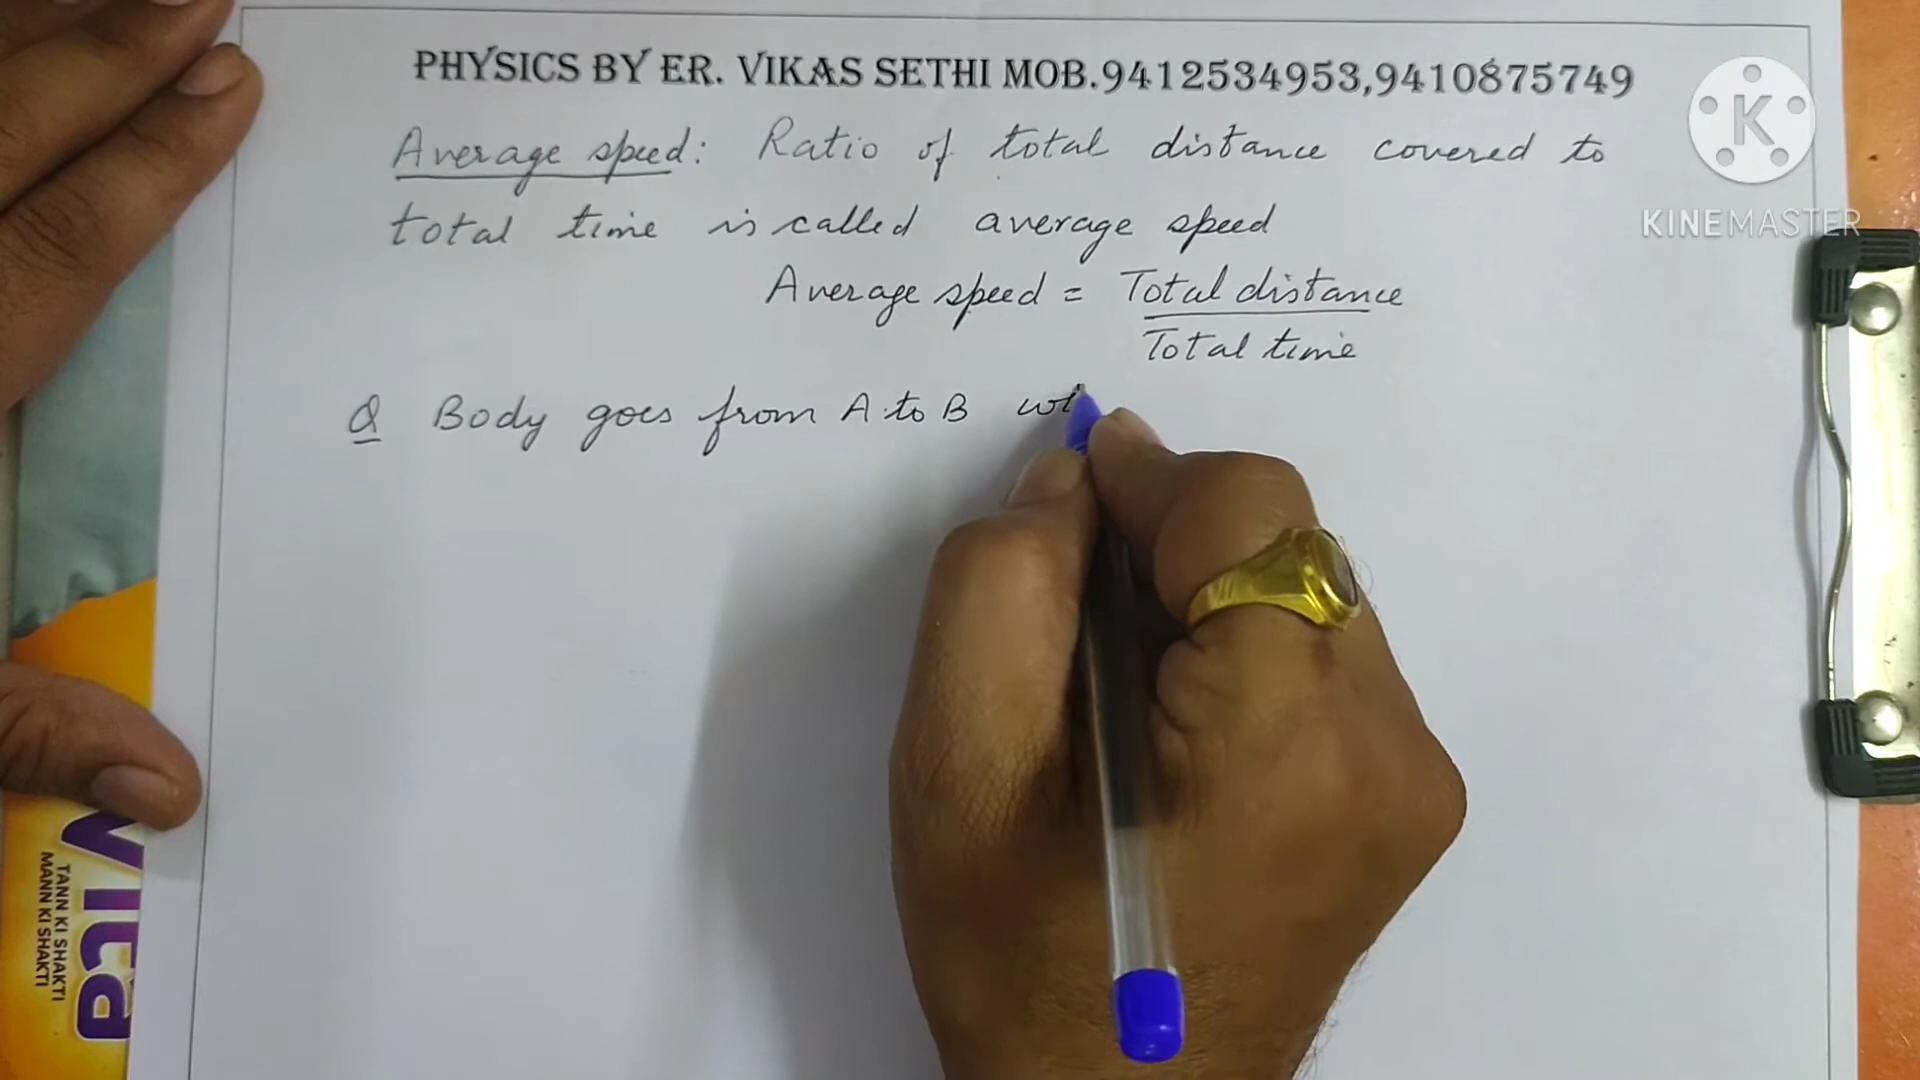 PHYSICS BY ER. VIKAS SETHI MOB.9412534953,9410875749
K
KINEMASTER
Average speed: Ratio of total distance covered to
total time is called average speed
Average speed = Total distance
Total time
Q Body goes from A to B
Vita
TANN KI SHAKTI
MANN KI SHAKTI